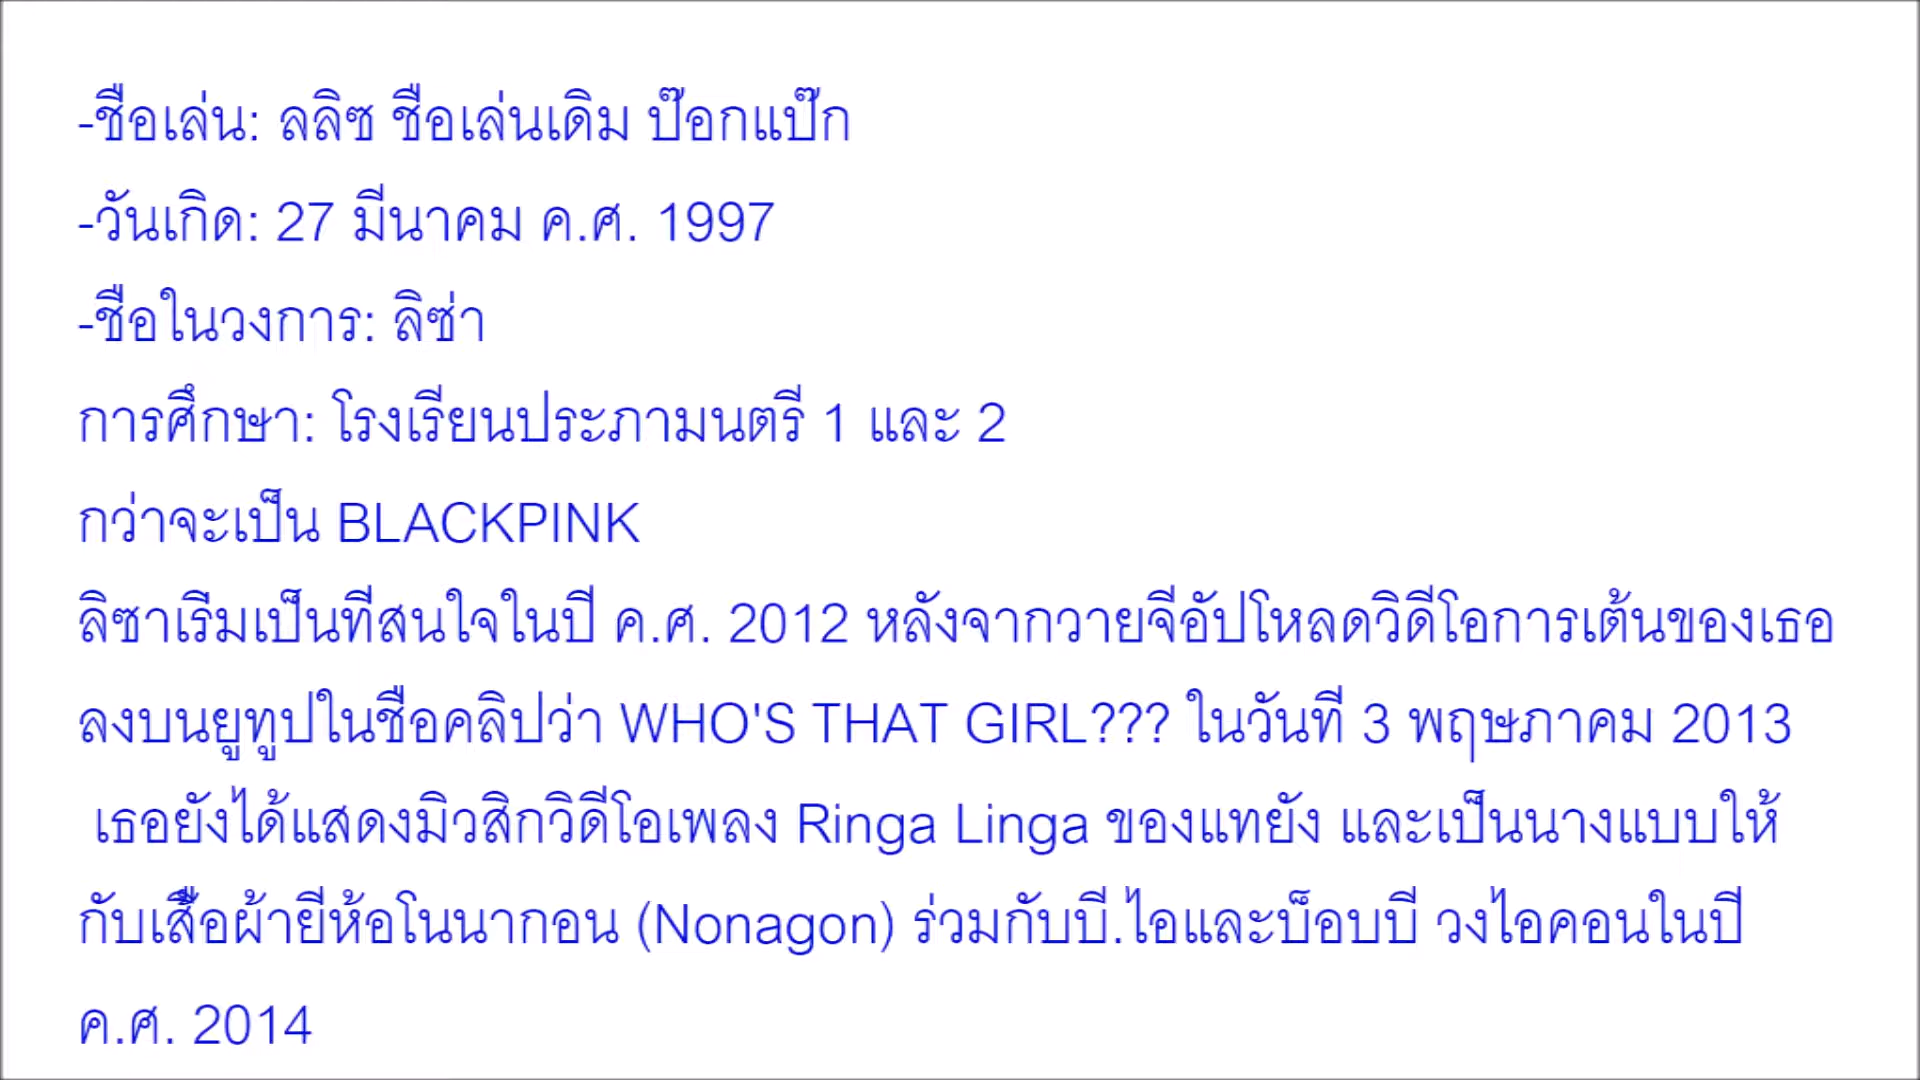 -ชื่อเล่น: ลลิซ ชื่อเล่นเดิม ป๊อกแป๊ก
-วันเกิด: 27 มีนาคม ค.ศ. 1997
-ชื่อในวงการ: ลิซ่า
การศึกษา: โรงเรียนประภามนตรี 1 และ 2
กว่าจะเป็น BLACKPINK
ลิซาเริ่มเป็นที่สนใจในปี ค.ศ. 2012 หลังจากวายจีอัปโหลดวิดีโอการเต้นของเธอ
ลงบนยูทูปในชื่อคลิปว่า WHO'S THAT GIRL??? ในวันที่ 3 พฤษภาคม 2013
เธอยังได้แสดงมิวสิกวิดีโอเพลง Ringa Linga ของแทยัง และเป็นนางแบบให้
กับเสื้อผ้ายี่ห้อโนนากอน (Nonagon) ร่วมกับบี.ไอและบ็อบบี วงไอคอนในปี
ค.ศ. 2014